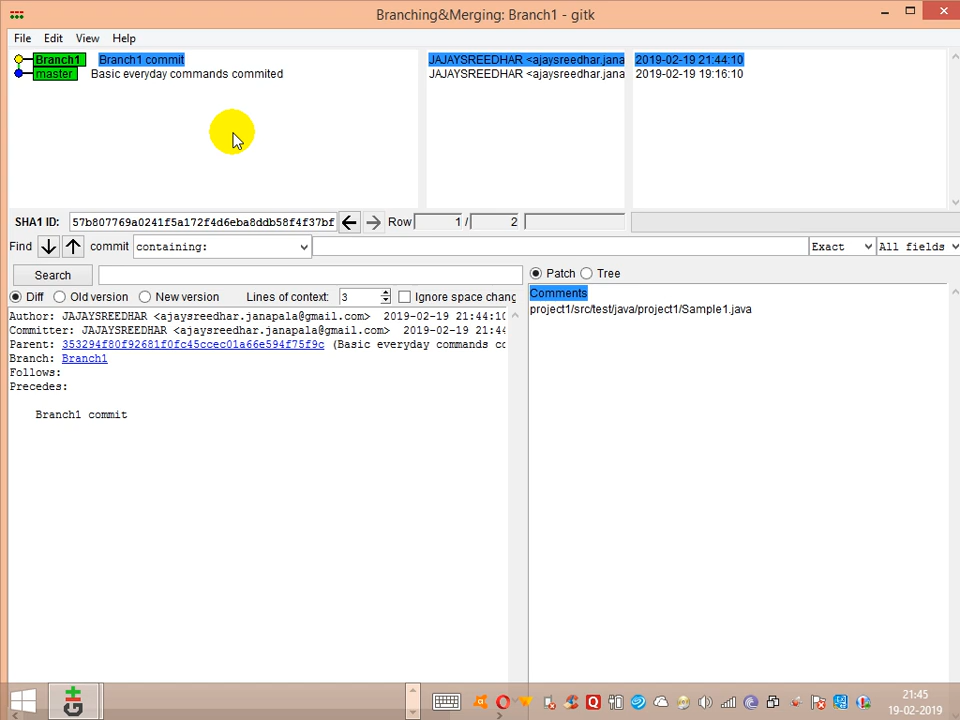 Branching&Merging: Branch1 - gitk
File Edit View Help
Branch1 Branch1 commit JAJAYSREEDHAR <ajaysreedhar.jana 2019-02-19 21:44:10
master Basic everyday commands commited JAJAYSREEDHAR <ajaysreedhar.jana 2019-02-19 19:16:10
SHA1 ID: 57b807769a0241f5a172f4d6eba8ddb58f4f37bf Row 1 / 2
Find commit containing: Exact All fields
Search Patch Tree
Diff Old version New version Lines of context: 3 Ignore space chang
Comments
project1/src/test/java/project1/Sample1.java
Author: JAJAYSREEDHAR <ajaysreedhar.janapala@gmail.com> 2019-02-19 21:44:10
Committer: JAJAYSREEDHAR <ajaysreedhar.janapala@gmail.com> 2019-02-19 21:44
Parent: 353294f80f92681f0fc45ccec01a66e594f75f9c (Basic everyday commands co
Branch: Branch1
Follows:
Precedes:
Branch1 commit
21:45
19-02-2019